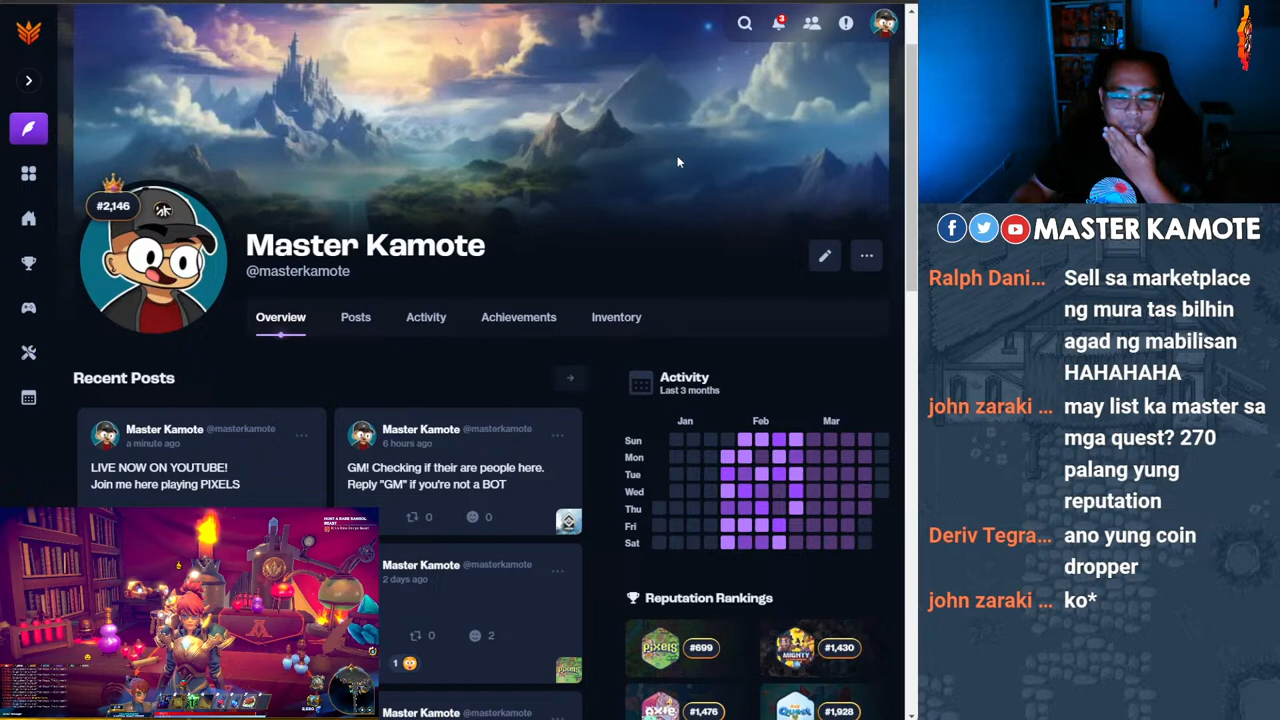 3
#2,146
Master Kamote
@masterkamote
Overview
Posts
Activity
Achievements
Inventory
Recent Posts
Master Kamote @masterkamote
a minute ago
LIVE NOW ON YOUTUBE!
Join me here playing PIXELS
Master Kamote @masterkamote
6 hours ago
GM! Checking if their are people here.
Reply "GM" if you're not a BOT
0
0
Master Kamote @masterkamote
2 days ago
0
2
1
Master Kamote @masterkamote
Activity
Last 3 months
Jan
Feb
Mar
Sun
Mon
Tue
Wed
Thu
Fri
Sat
Reputation Rankings
pixels
#699
MIGHTY
#1,430
AXIE
#1,476
QUEST
#1,928
MASTER KAMOTE
Ralph Dani... Sell sa marketplace
ng mura tas bilhin
agad ng mabilisan
HAHAHAHA
john zaraki ... may list ka master sa
mga quest? 270
palang yung
reputation
Deriv Tegra... ano yung coin
dropper
john zaraki ... ko*